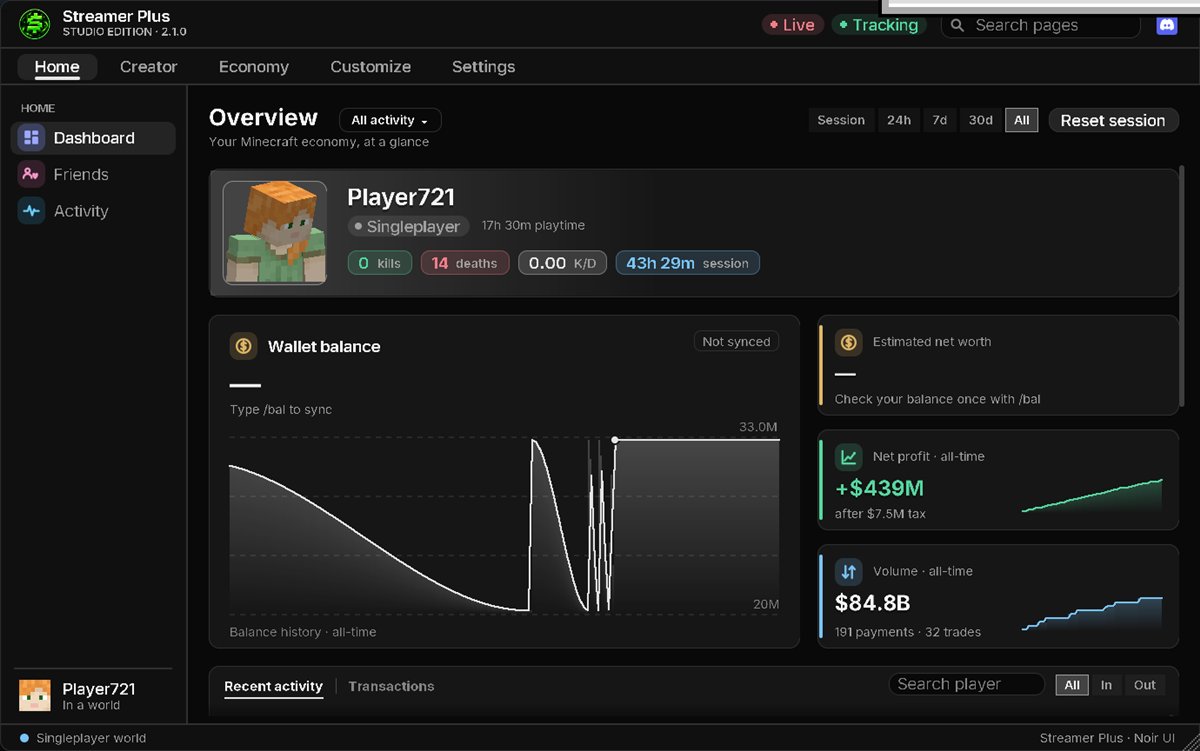 Streamer Plus
STUDIO EDITION · 2.1.0
Live
Tracking
Search pages
Home
Creator
Economy
Customize
Settings
HOME
Dashboard
Friends
Activity
Overview
All activity
Your Minecraft economy, at a glance
Session
24h
7d
30d
All
Reset session
Player721
Singleplayer
17h 30m playtime
0 kills
14 deaths
0.00 K/D
43h 29m session
Wallet balance
Not synced
—
Type /bal to sync
33.0M
20M
Balance history · all-time
Estimated net worth
—
Check your balance once with /bal
Net profit · all-time
+$439M
after $7.5M tax
Volume · all-time
$84.8B
191 payments · 32 trades
Recent activity
Transactions
Search player
All
In
Out
Player721
In a world
Singleplayer world
Streamer Plus · Noir UI